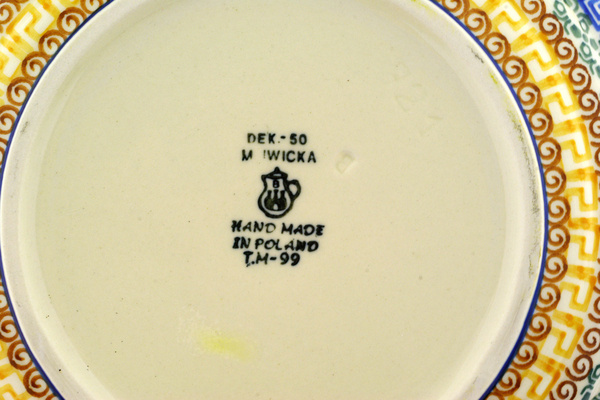 DEK.-50
M IWICKA
B
HAND MADE
IN POLAND
T.M-99